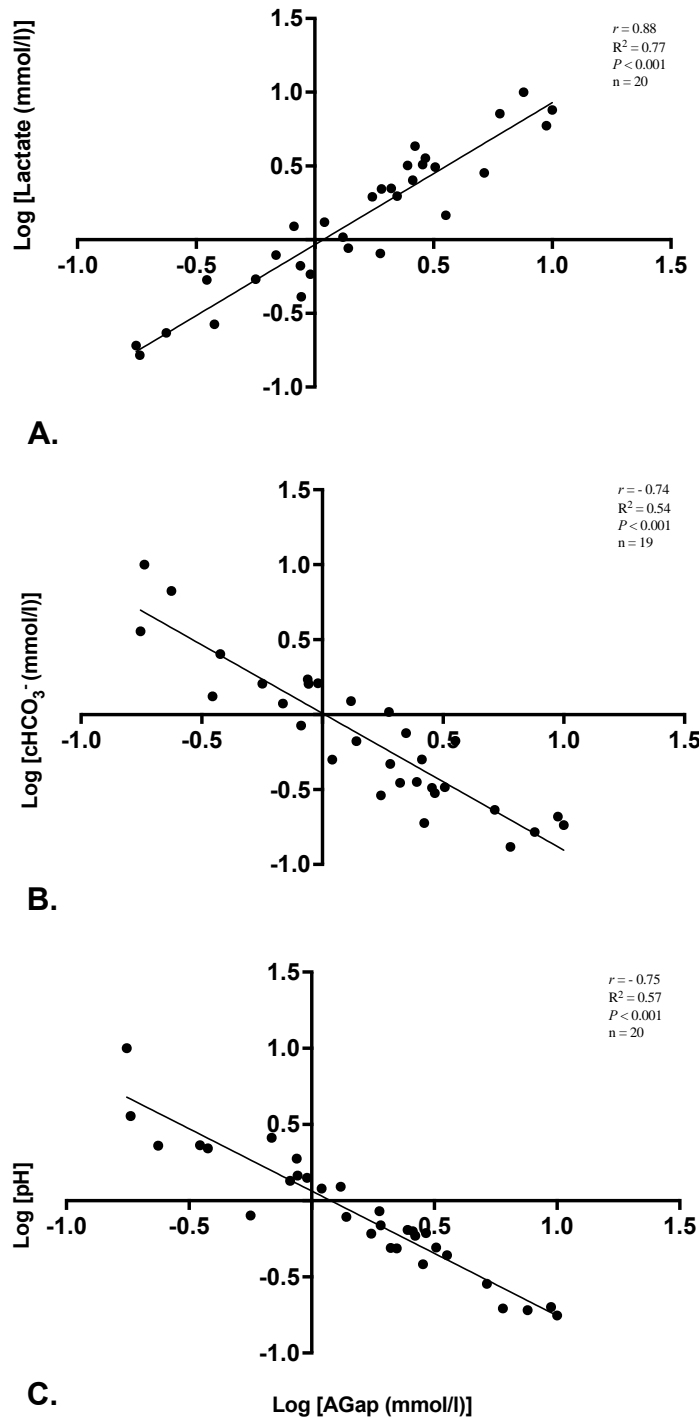 1.5
r = 0.88
R² = 0.77
P < 0.001
n = 20
1.0
0.5
-1.0
-0.5
0.5
1.0
1.5
-0.5
-1.0
Log [Lactate (mmol/l)]
A.
1.5
r = - 0.74
R² = 0.54
P < 0.001
n = 19
1.0
0.5
-1.0
-0.5
0.5
1.0
1.5
-0.5
-1.0
Log [cHCO₃- (mmol/l)]
B.
1.5
r = - 0.75
R² = 0.57
P < 0.001
n = 20
1.0
0.5
-1.0
-0.5
0.5
1.0
1.5
-0.5
-1.0
Log [pH]
C.
Log [AGap (mmol/l)]